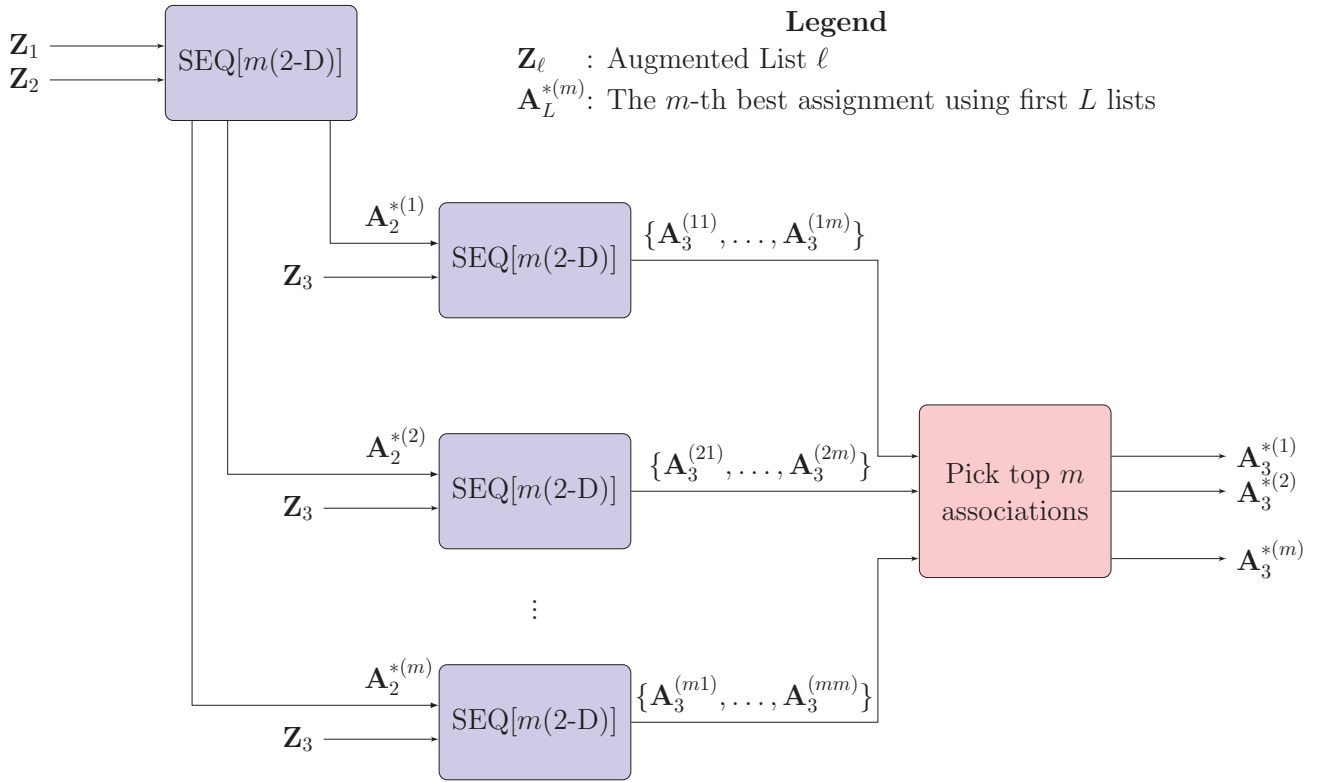 Legend
𝐙_ℓ : Augmented List ℓ
𝐀_L^{*(m)}: The m-th best assignment using first L lists
𝐙_1
𝐙_2
SEQ[m(2-D)]
𝐀_2^{*(1)}
𝐙_3
SEQ[m(2-D)]
{𝐀_3^{(11)}, . . . , 𝐀_3^{(1m)}}
𝐀_2^{*(2)}
𝐙_3
SEQ[m(2-D)]
{𝐀_3^{(21)}, . . . , 𝐀_3^{(2m)}}
⋮
𝐀_2^{*(m)}
𝐙_3
SEQ[m(2-D)]
{𝐀_3^{(m1)}, . . . , 𝐀_3^{(mm)}}
Pick top m
associations
𝐀_3^{*(1)}
𝐀_3^{*(2)}
𝐀_3^{*(m)}